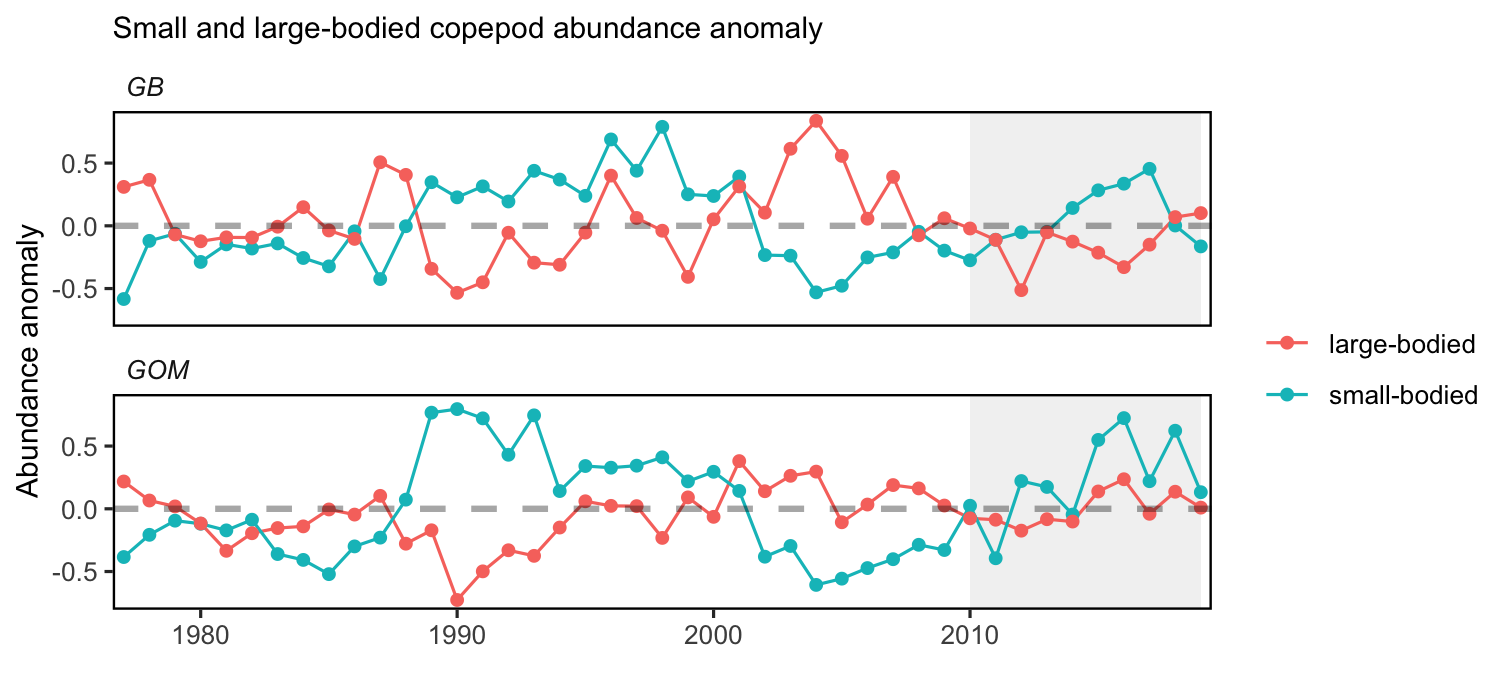 Small and large-bodied copepod abundance anomaly
GB
0.5
0.0
-0.5
Abundance anomaly
GOM
0.5
0.0
-0.5
1980 1990 2000 2010
large-bodied
small-bodied